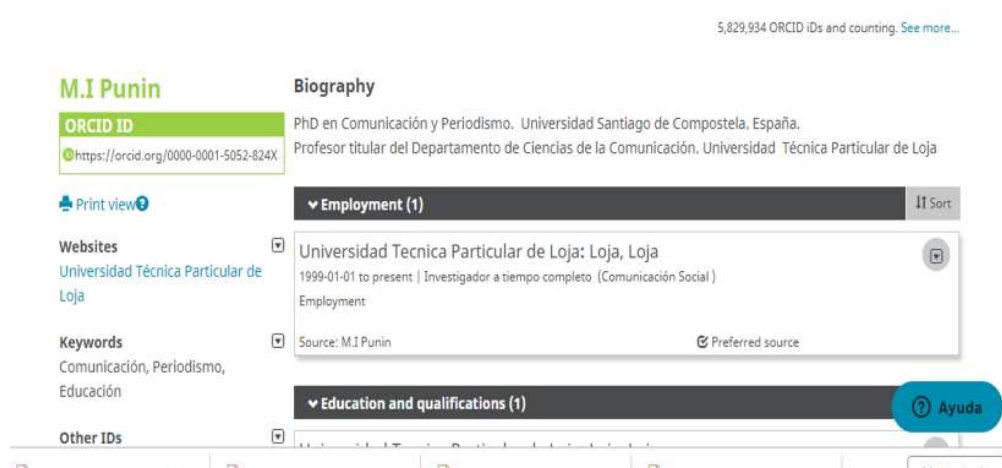 5,829,934 ORCID iDs and counting. See more...
M.I Punin
ORCID ID
https://orcid.org/0000-0001-5052-824X
Print view
Websites
Universidad Técnica Particular de
Loja
Keywords
Comunicación, Periodismo,
Educación
Other IDs
Biography
PhD en Comunicación y Periodismo. Universidad Santiago de Compostela. España.
Profesor titular del Departamento de Ciencias de la Comunicación. Universidad Técnica Particular de Loja
Employment (1)
Sort
Universidad Tecnica Particular de Loja: Loja, Loja
1999-01-01 to present | Investigador a tiempo completo (Comunicación Social )
Employment
Source: M.I Punin
Preferred source
Education and qualifications (1)
Ayuda